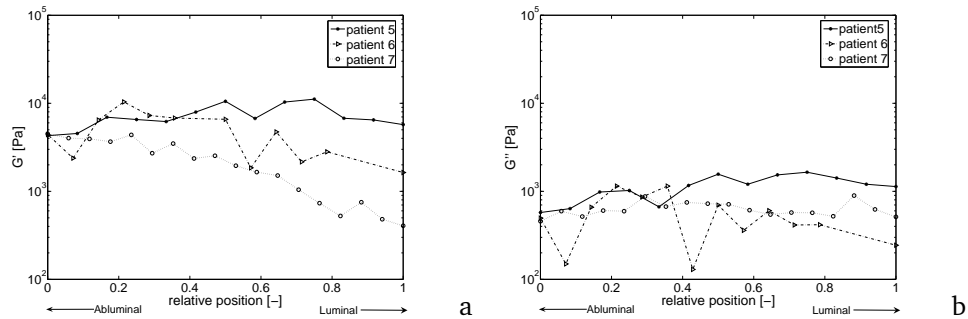 10^5
10^4
10^3
10^2
G' [Pa]
patient 5
patient 6
patient 7
0 0.2 0.4 0.6 0.8 1
relative position [–]
Abluminal Luminal
a
10^5
10^4
10^3
10^2
G'' [Pa]
patient5
patient 6
patient 7
0 0.2 0.4 0.6 0.8 1
relative position [–]
Abluminal Luminal
b